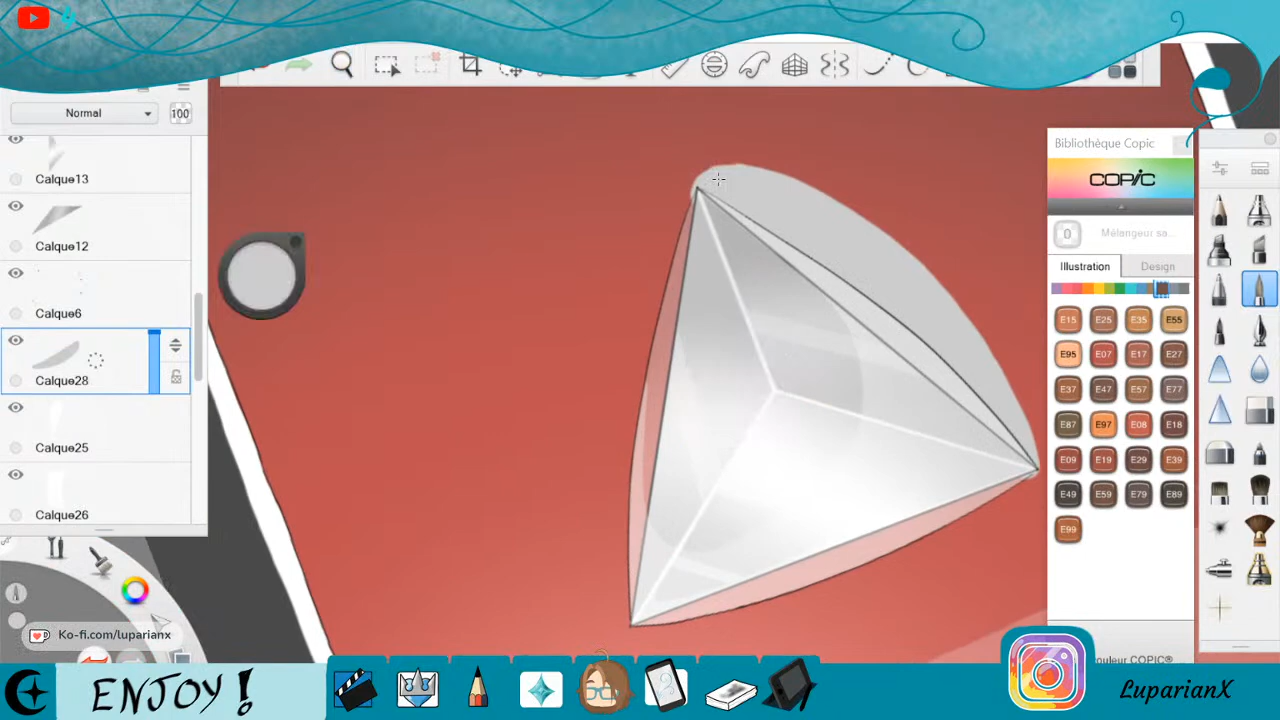 Normal
100
Calque13
Calque12
Calque6
Calque28
Calque25
Calque26
Ko-fi.com/luparianx
ENJOY !
Bibliothèque Copic
COPIC
0
Mélangeur sa...
Illustration
Design
E15 E25 E35 E55
E95 E07 E17 E27
E37 E47 E57 E77
E87 E97 E08 E18
E09 E19 E29 E39
E49 E59 E79 E89
E99
ouleur COPIC®
LuparianX